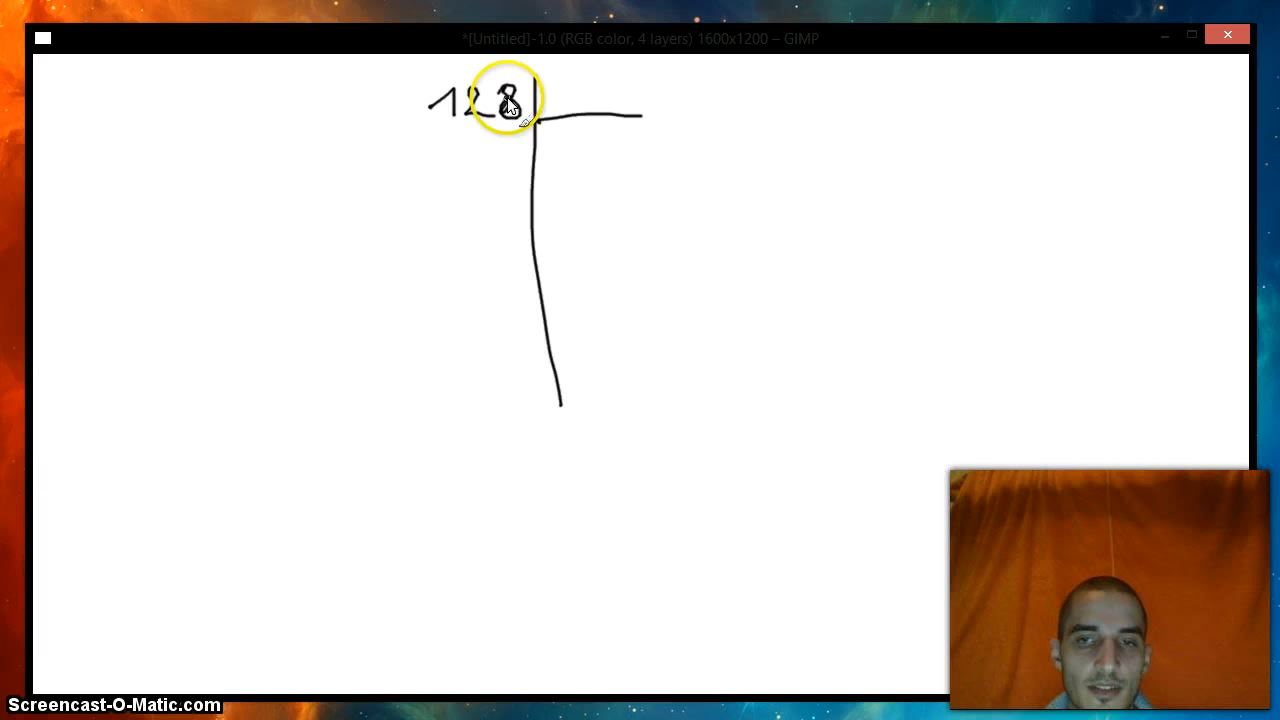 *[Untitled]-1.0 (RGB color, 4 layers) 1600x1200 – GIMP
128
Screencast-O-Matic.com